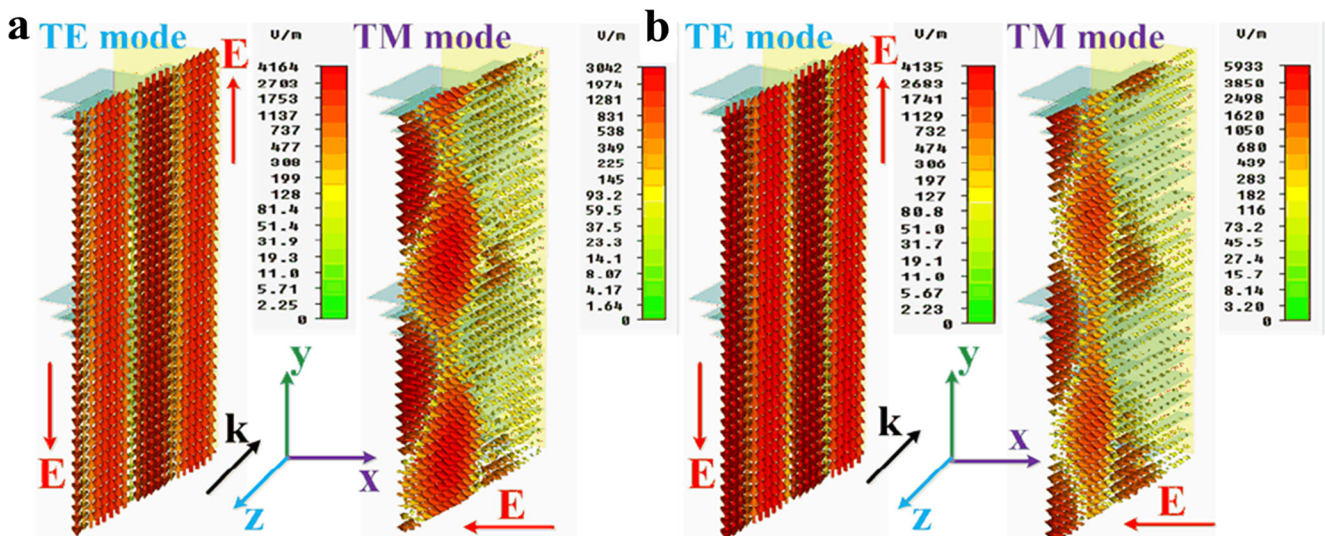 a
TE mode
E
V/m
4164
2703
1753
1137
737
477
308
199
128
81.4
51.4
31.9
19.3
11.0
5.71
2.25
0
TM mode
V/m
3042
1974
1281
831
538
349
225
145
93.2
59.5
37.5
23.3
14.1
8.07
4.17
1.64
0
E
k
y
x
z
E
b
TE mode
E
V/m
4135
2683
1741
1129
732
474
306
197
127
80.8
51.0
31.7
19.1
11.0
5.67
2.23
0
TM mode
V/m
5933
3850
2498
1620
1050
680
439
283
182
116
73.2
45.5
27.4
15.7
8.14
3.20
0
E
k
y
x
z
E